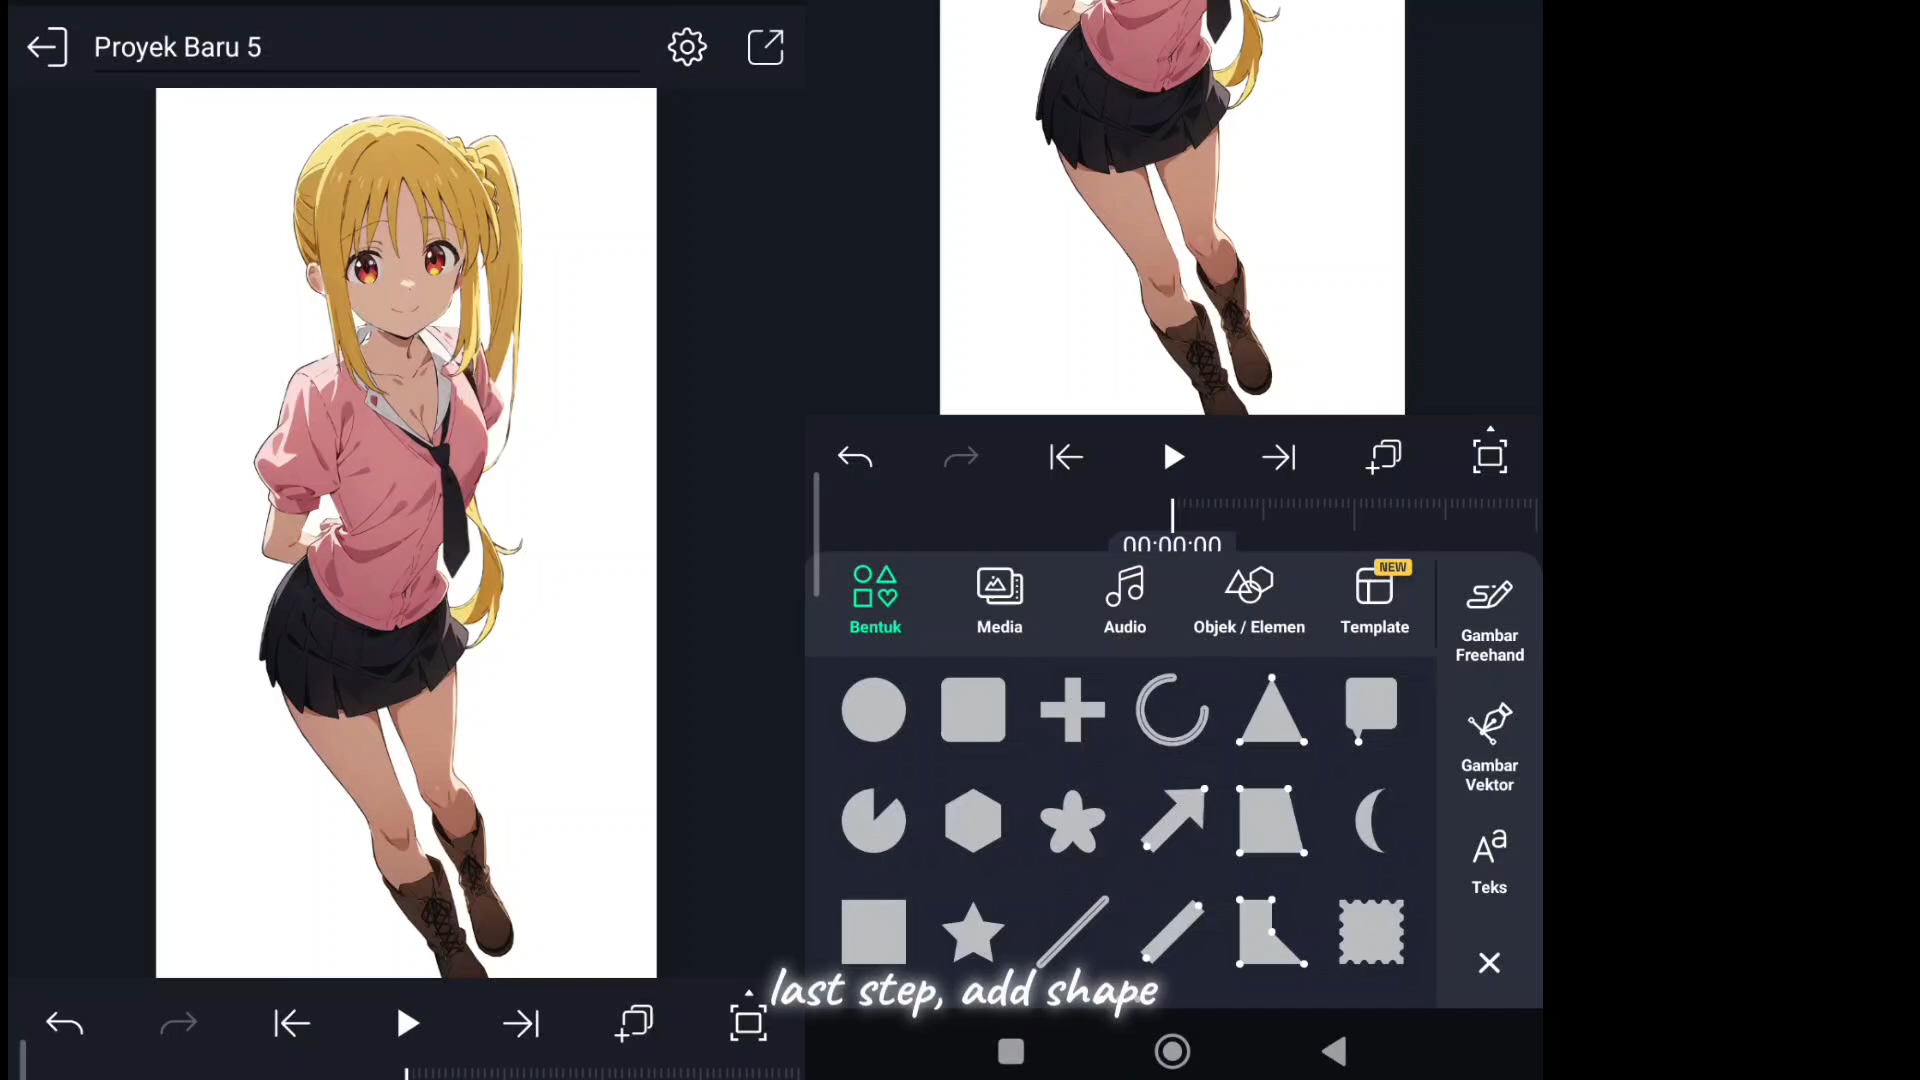 Proyek Baru 5
00:00:00
NEW
Bentuk
Media
Audio
Objek / Elemen
Template
Gambar
Freehand
Gambar
Vektor
Aa
Teks
last step, add shape